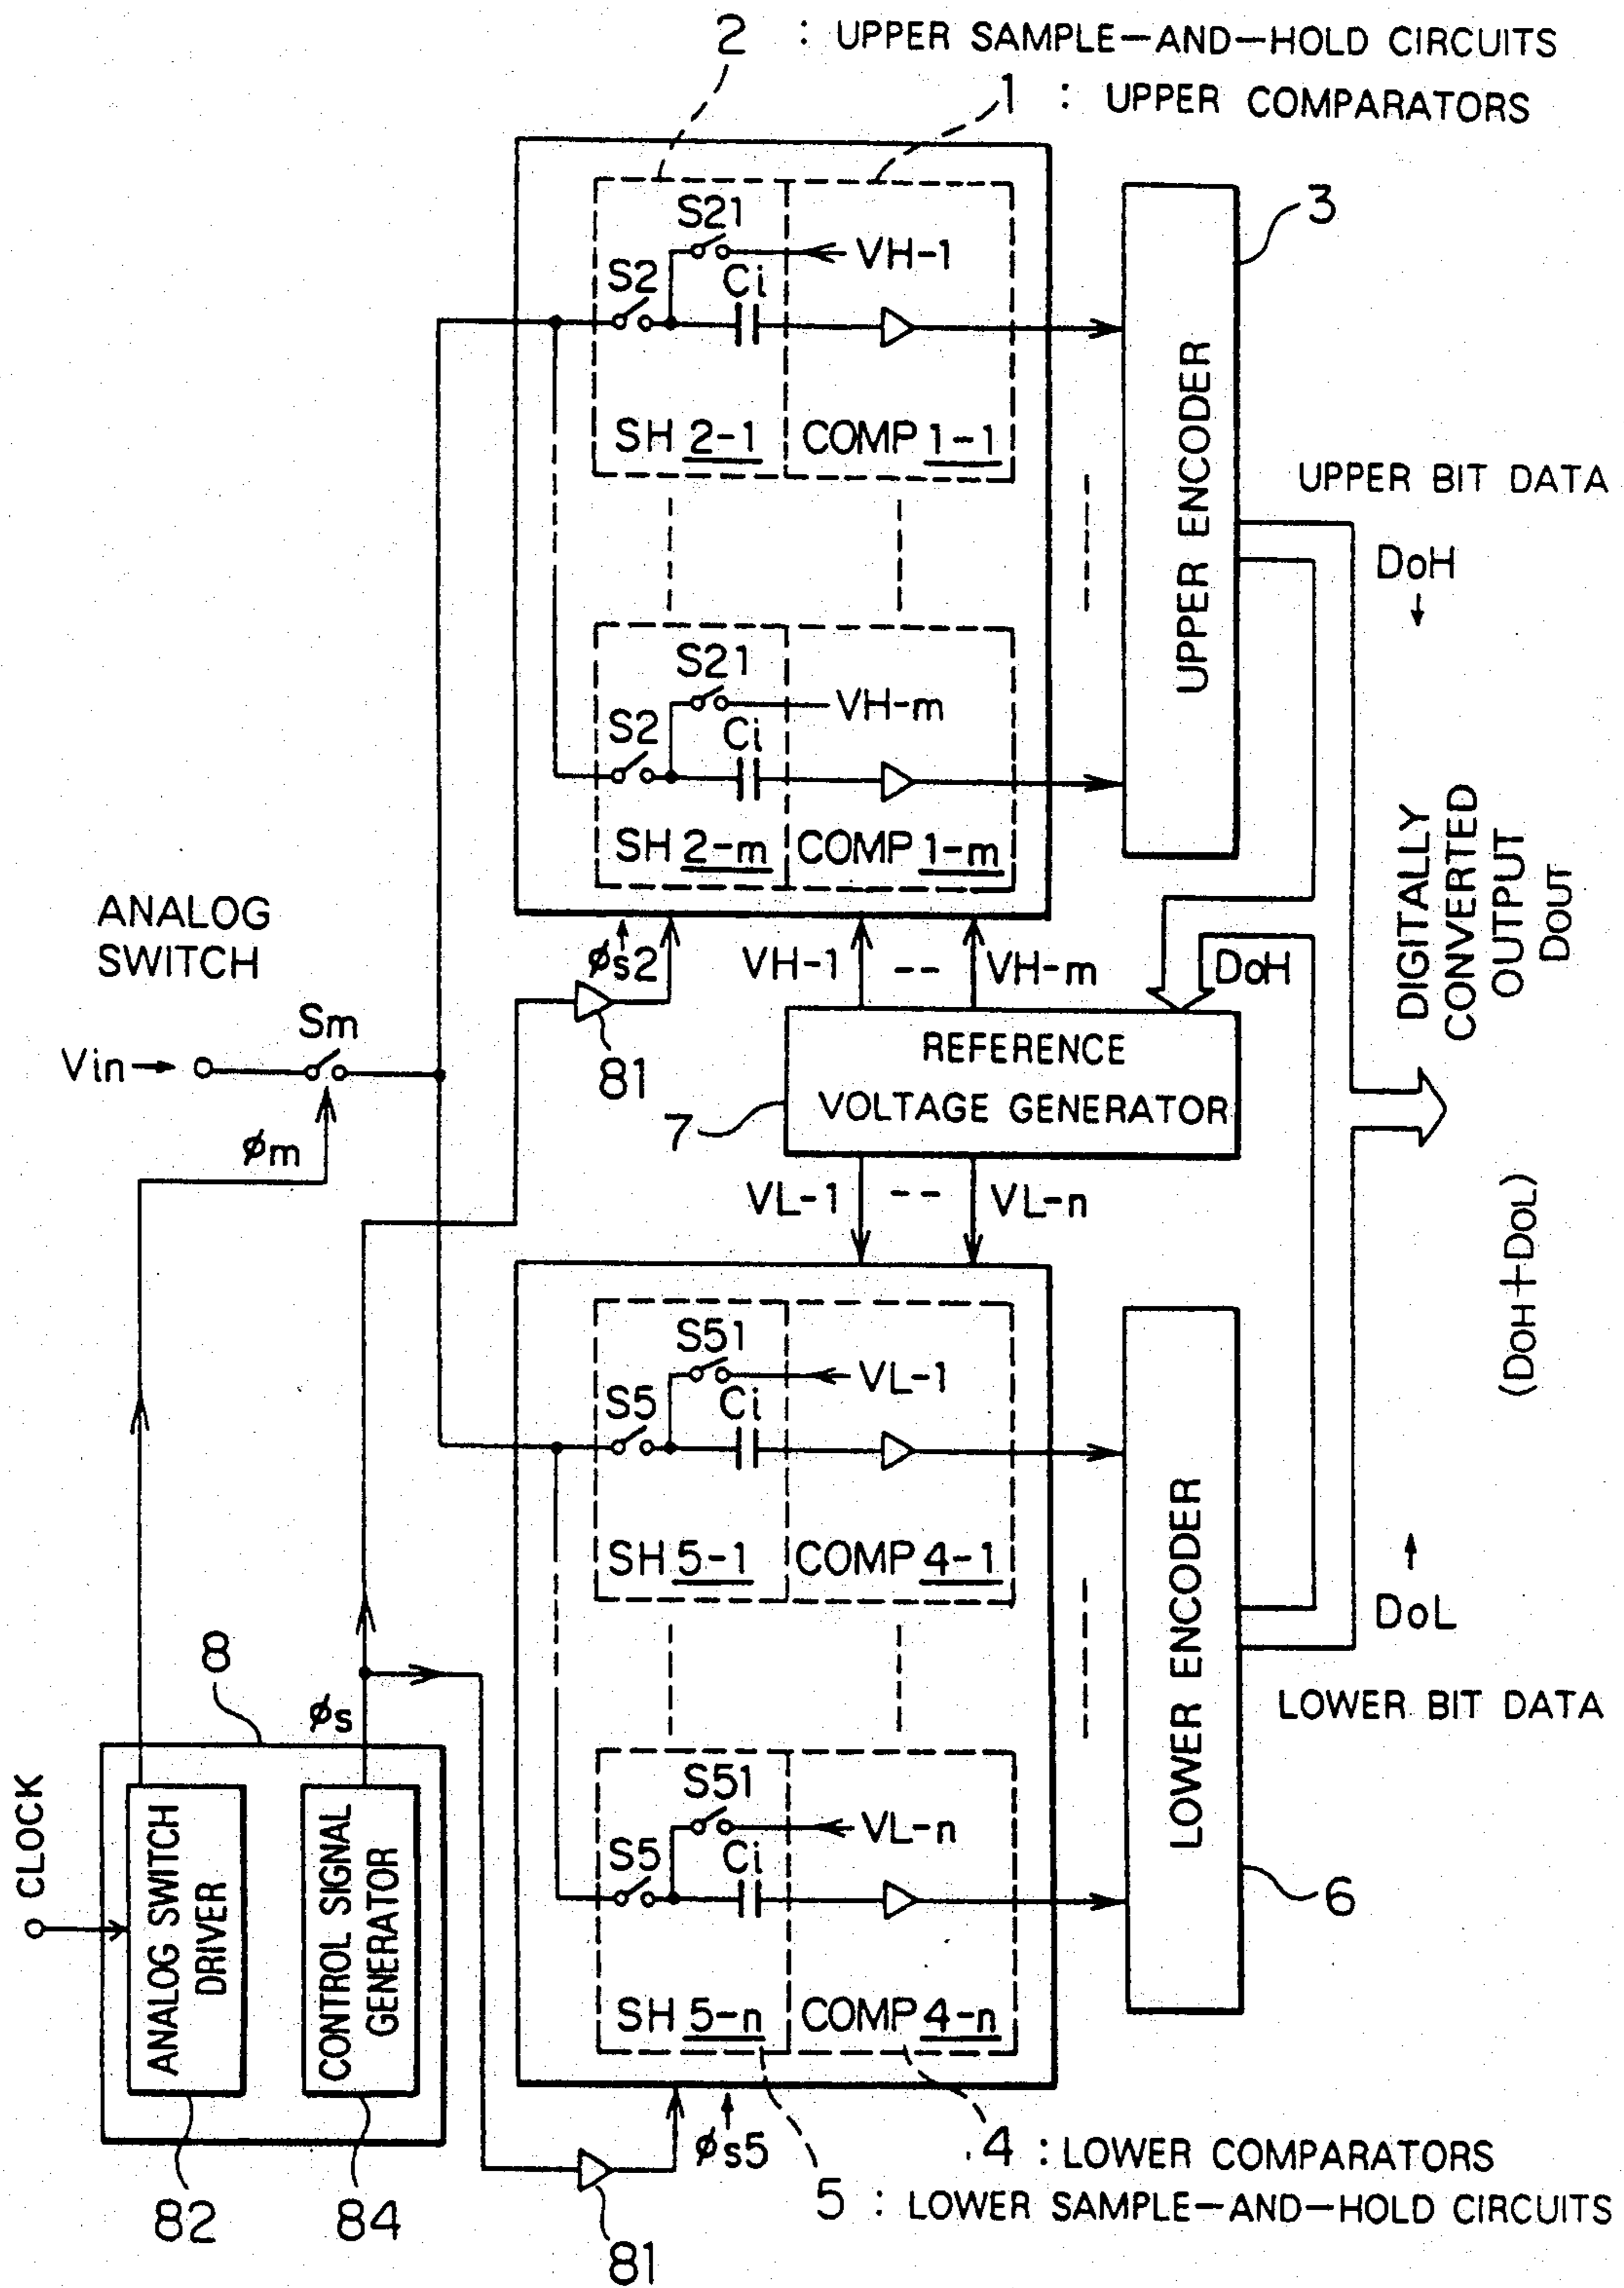 2 : UPPER SAMPLE-AND-HOLD CIRCUITS
1 : UPPER COMPARATORS
S21
VH-1
S2
Ci
SH 2-1
COMP 1-1
S21
VH-m
S2
Ci
SH 2-m
COMP 1-m
UPPER ENCODER
3
UPPER BIT DATA
DoH
ANALOG
SWITCH
Vin
Sm
φm
φs2
81
VH-1
--
VH-m
DoH
REFERENCE
VOLTAGE GENERATOR
7
VL-1
--
VL-n
DIGITALLY
CONVERTED
OUTPUT
DOUT
(DOH+DOL)
S51
VL-1
S5
Ci
SH 5-1
COMP 4-1
S51
VL-n
S5
Ci
SH 5-n
COMP 4-n
LOWER ENCODER
6
DoL
LOWER BIT DATA
8
φs
CLOCK
ANALOG SWITCH
DRIVER
CONTROL SIGNAL
GENERATOR
82
84
81
φs5
4 : LOWER COMPARATORS
5 : LOWER SAMPLE-AND-HOLD CIRCUITS